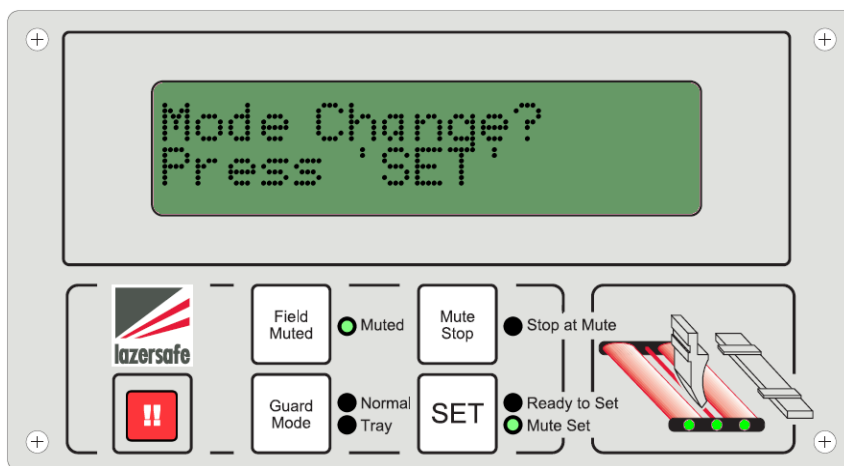 Mode Change?
Press 'SET'
lazersafe
Field
Muted
Muted
Mute
Stop
Stop at Mute
!!
Guard
Mode
Normal
Tray
SET
Ready to Set
Mute Set